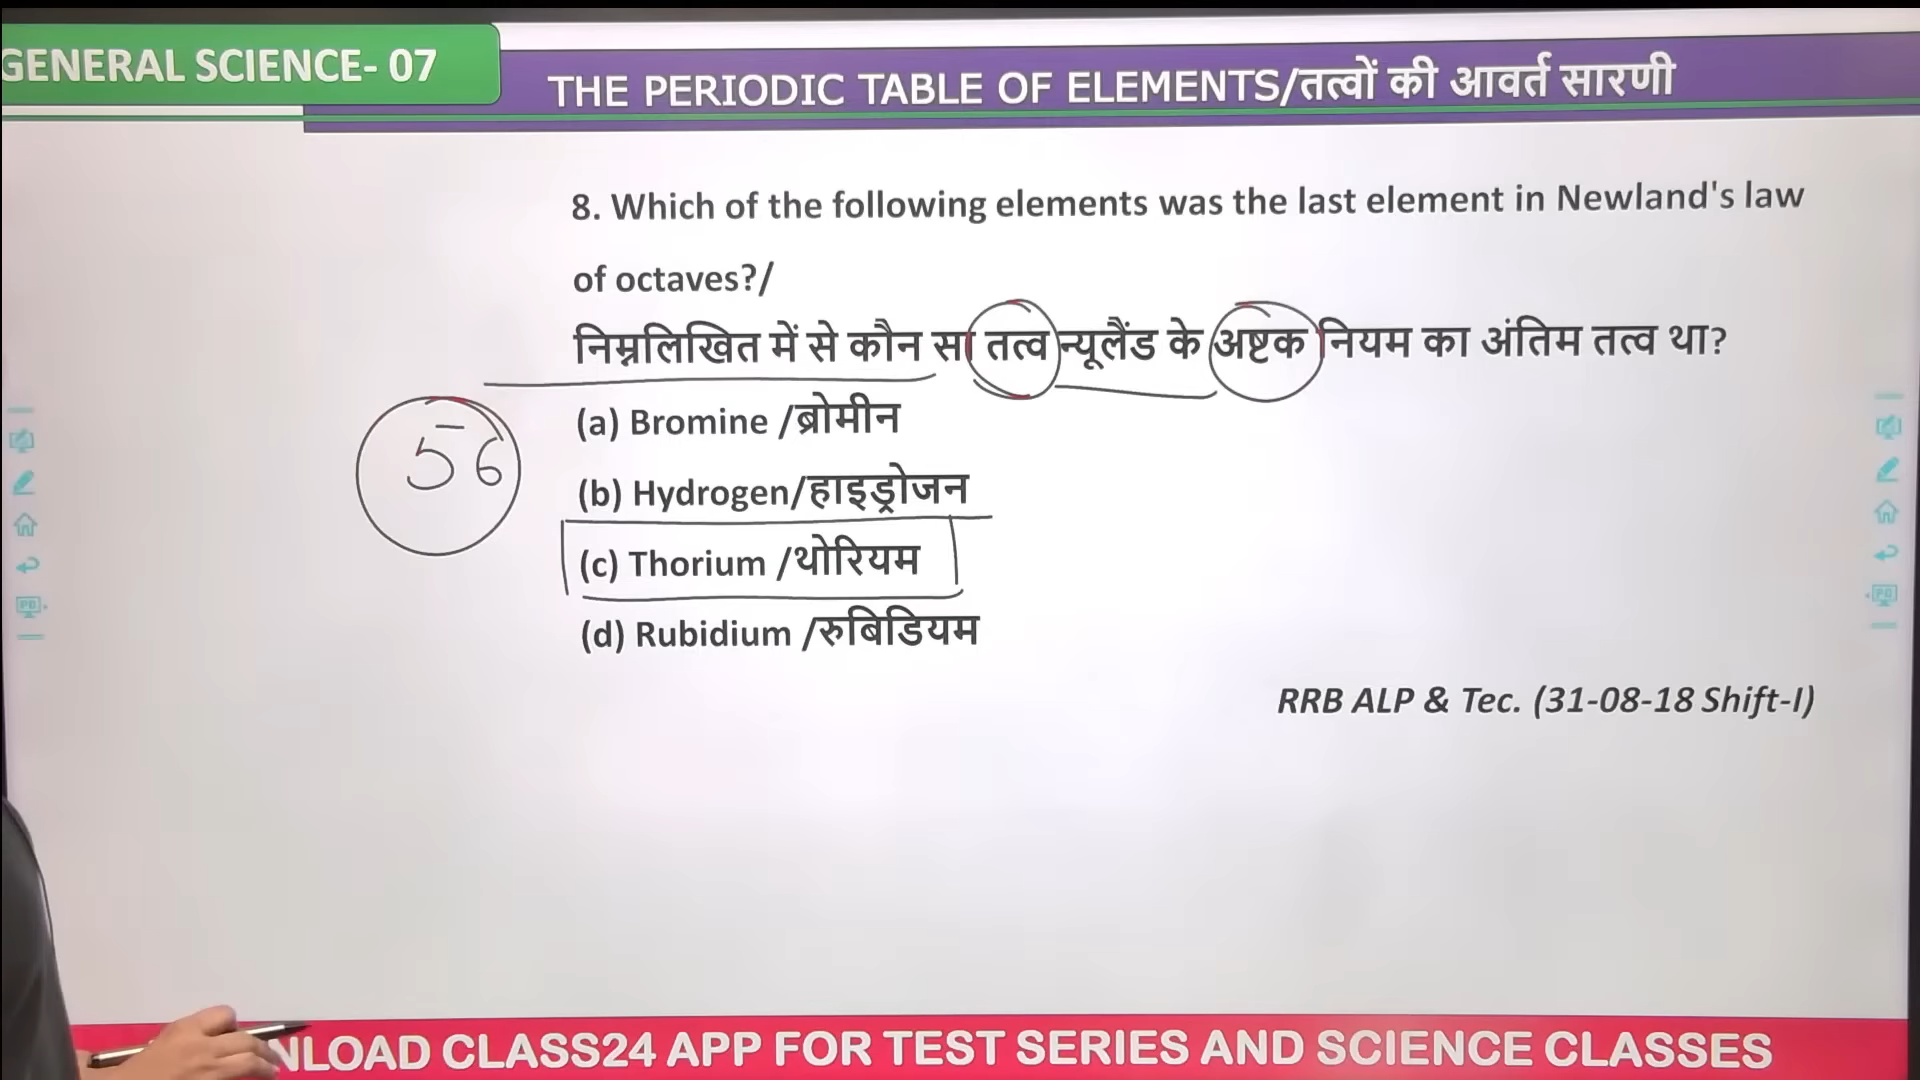 GENERAL SCIENCE- 07
THE PERIODIC TABLE OF ELEMENTS/तत्वों की आवर्त सारणी
8. Which of the following elements was the last element in Newland's law
of octaves?/
निम्नलिखित में से कौन सा तत्व न्यूलैंड के अष्टक नियम का अंतिम तत्व था?
56
(a) Bromine /ब्रोमीन
(b) Hydrogen/हाइड्रोजन
(c) Thorium /थोरियम
(d) Rubidium /रुबिडियम
RRB ALP & Tec. (31-08-18 Shift-I)
NLOAD CLASS24 APP FOR TEST SERIES AND SCIENCE CLASSES